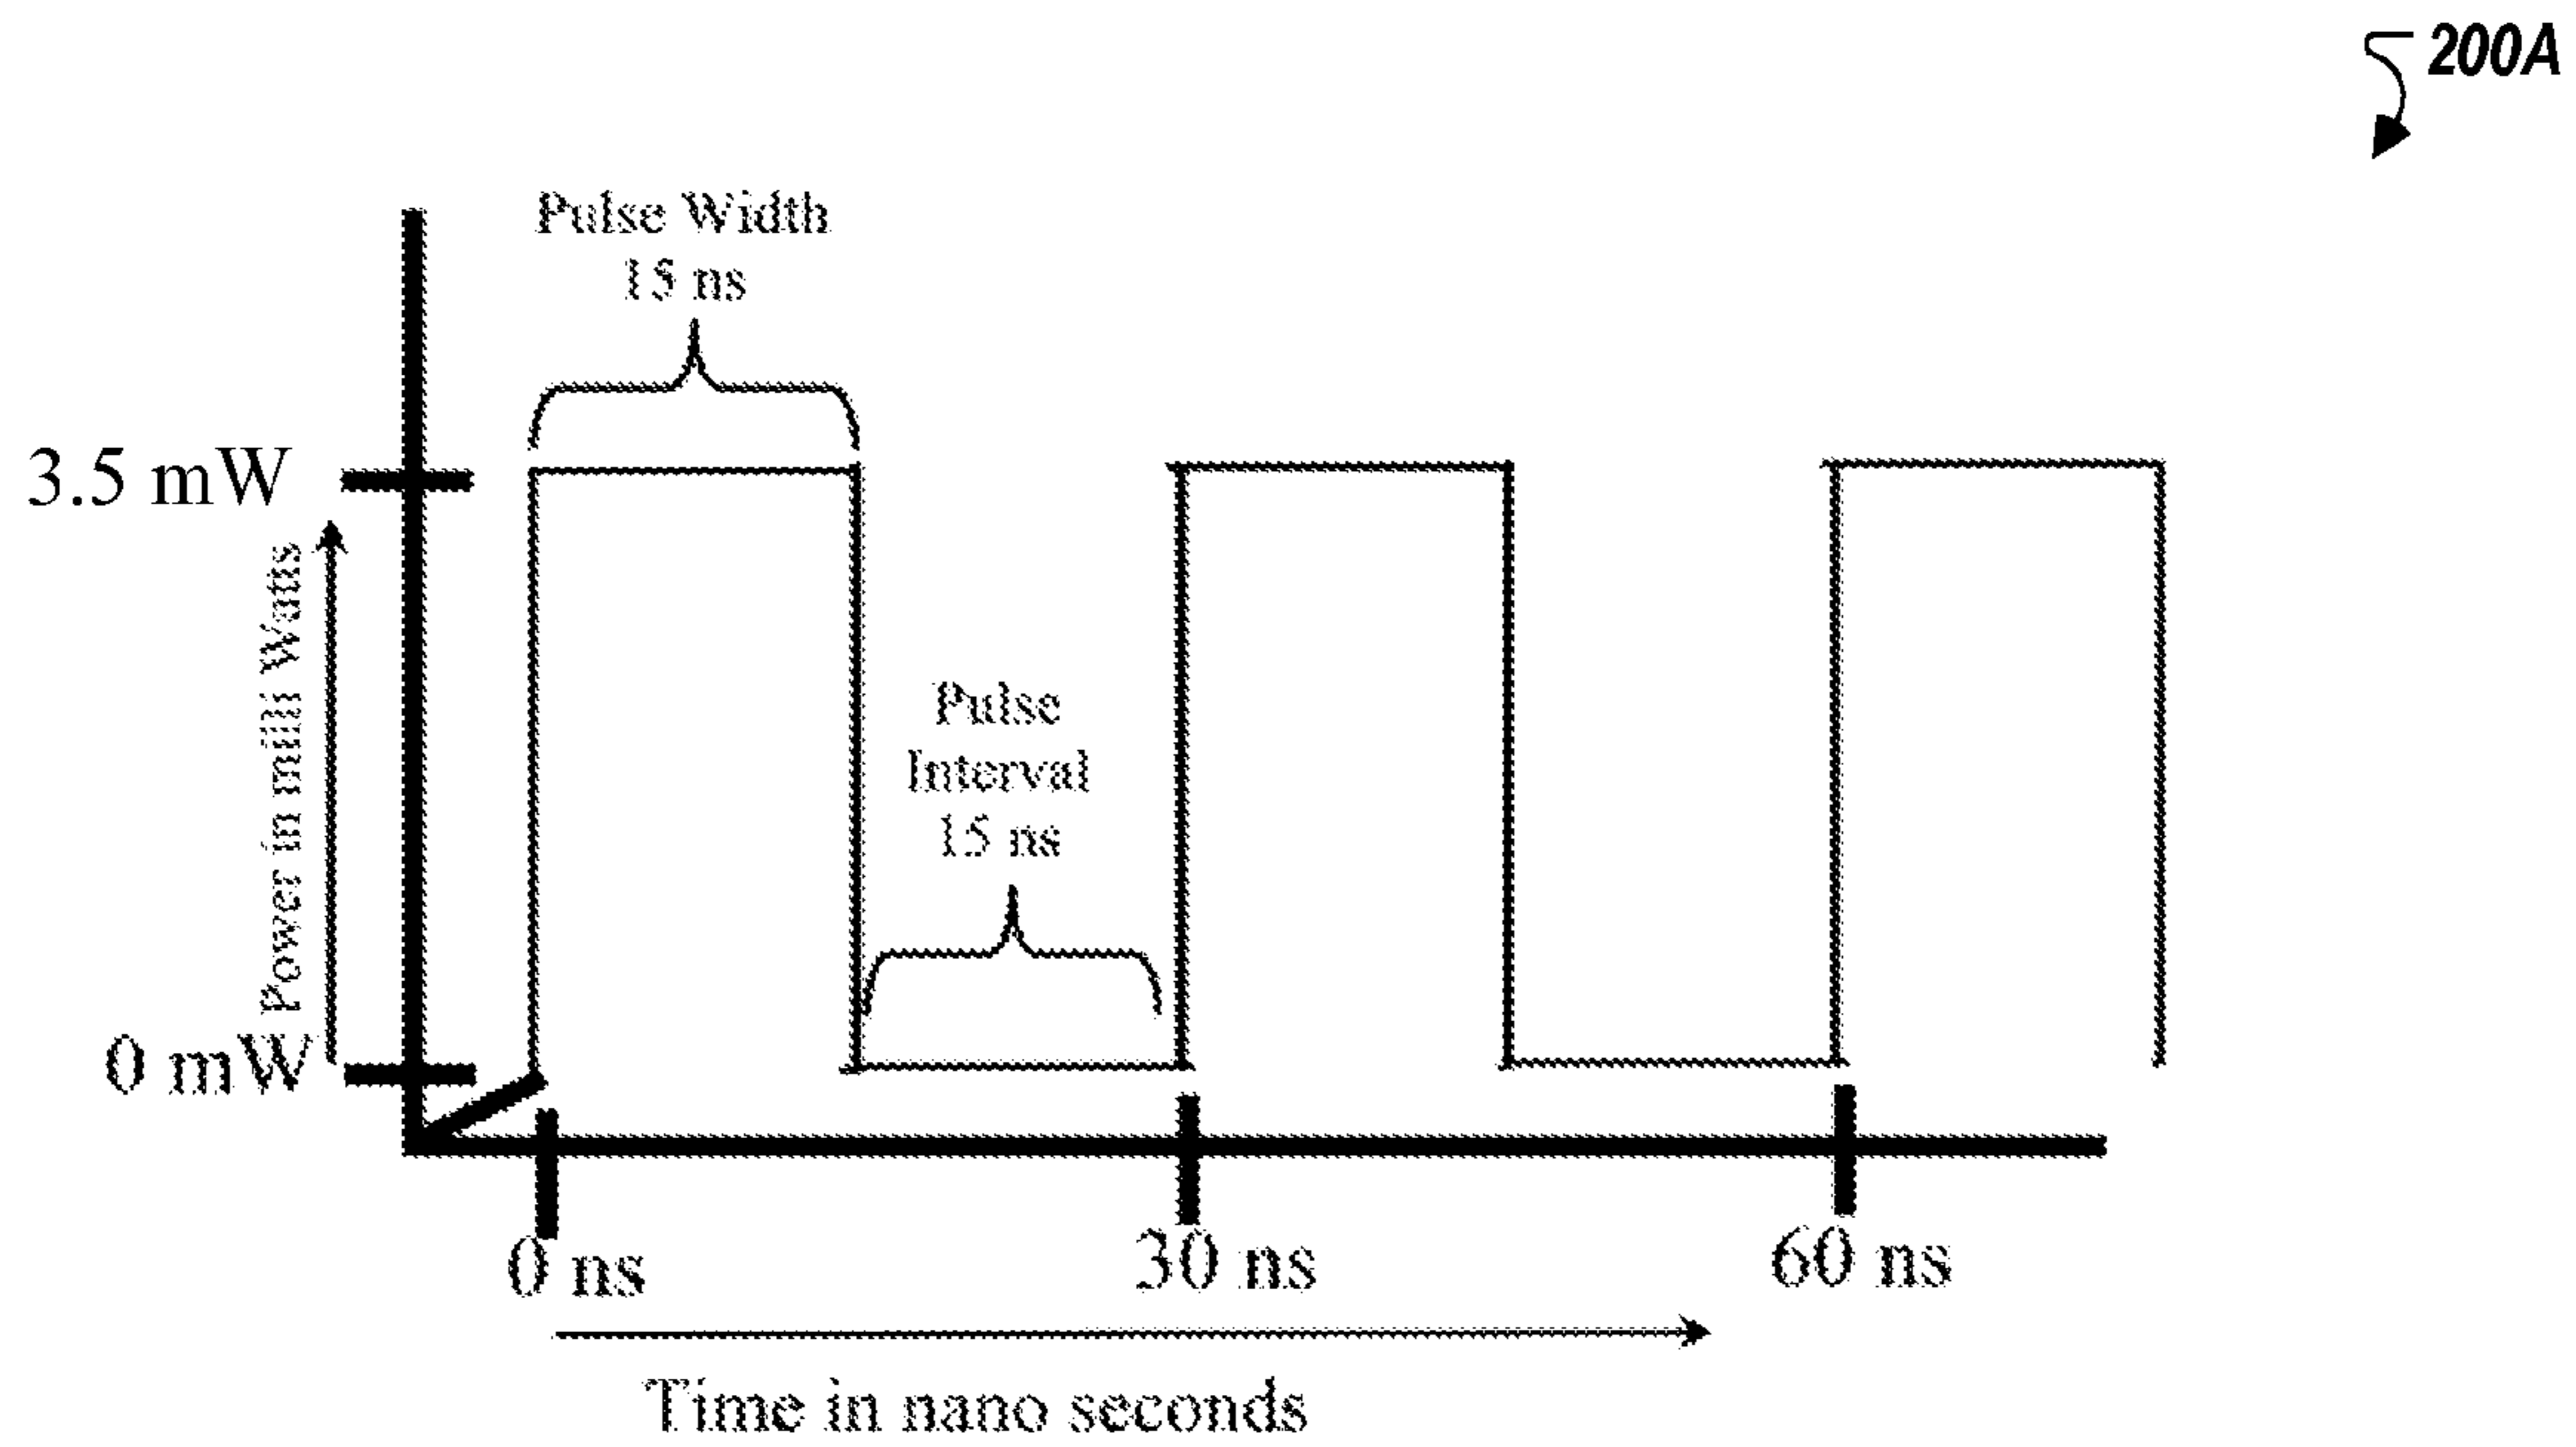 200A
Pulse Width
15 ns
3.5 mW
Power in milli Watts
Pulse
Interval
15 ns
0 mW
0 ns
30 ns
60 ns
Time in nano seconds